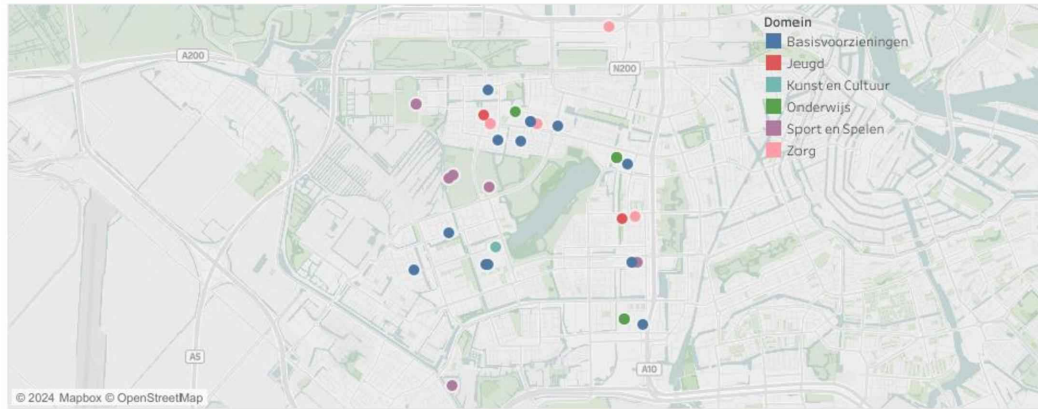 Domein
Basisvoorzieningen
Jeugd
Kunst en Cultuur
Onderwijs
Sport en Spelen
Zorg
A200
N200
A5
A10
© 2024 Mapbox © OpenStreetMap